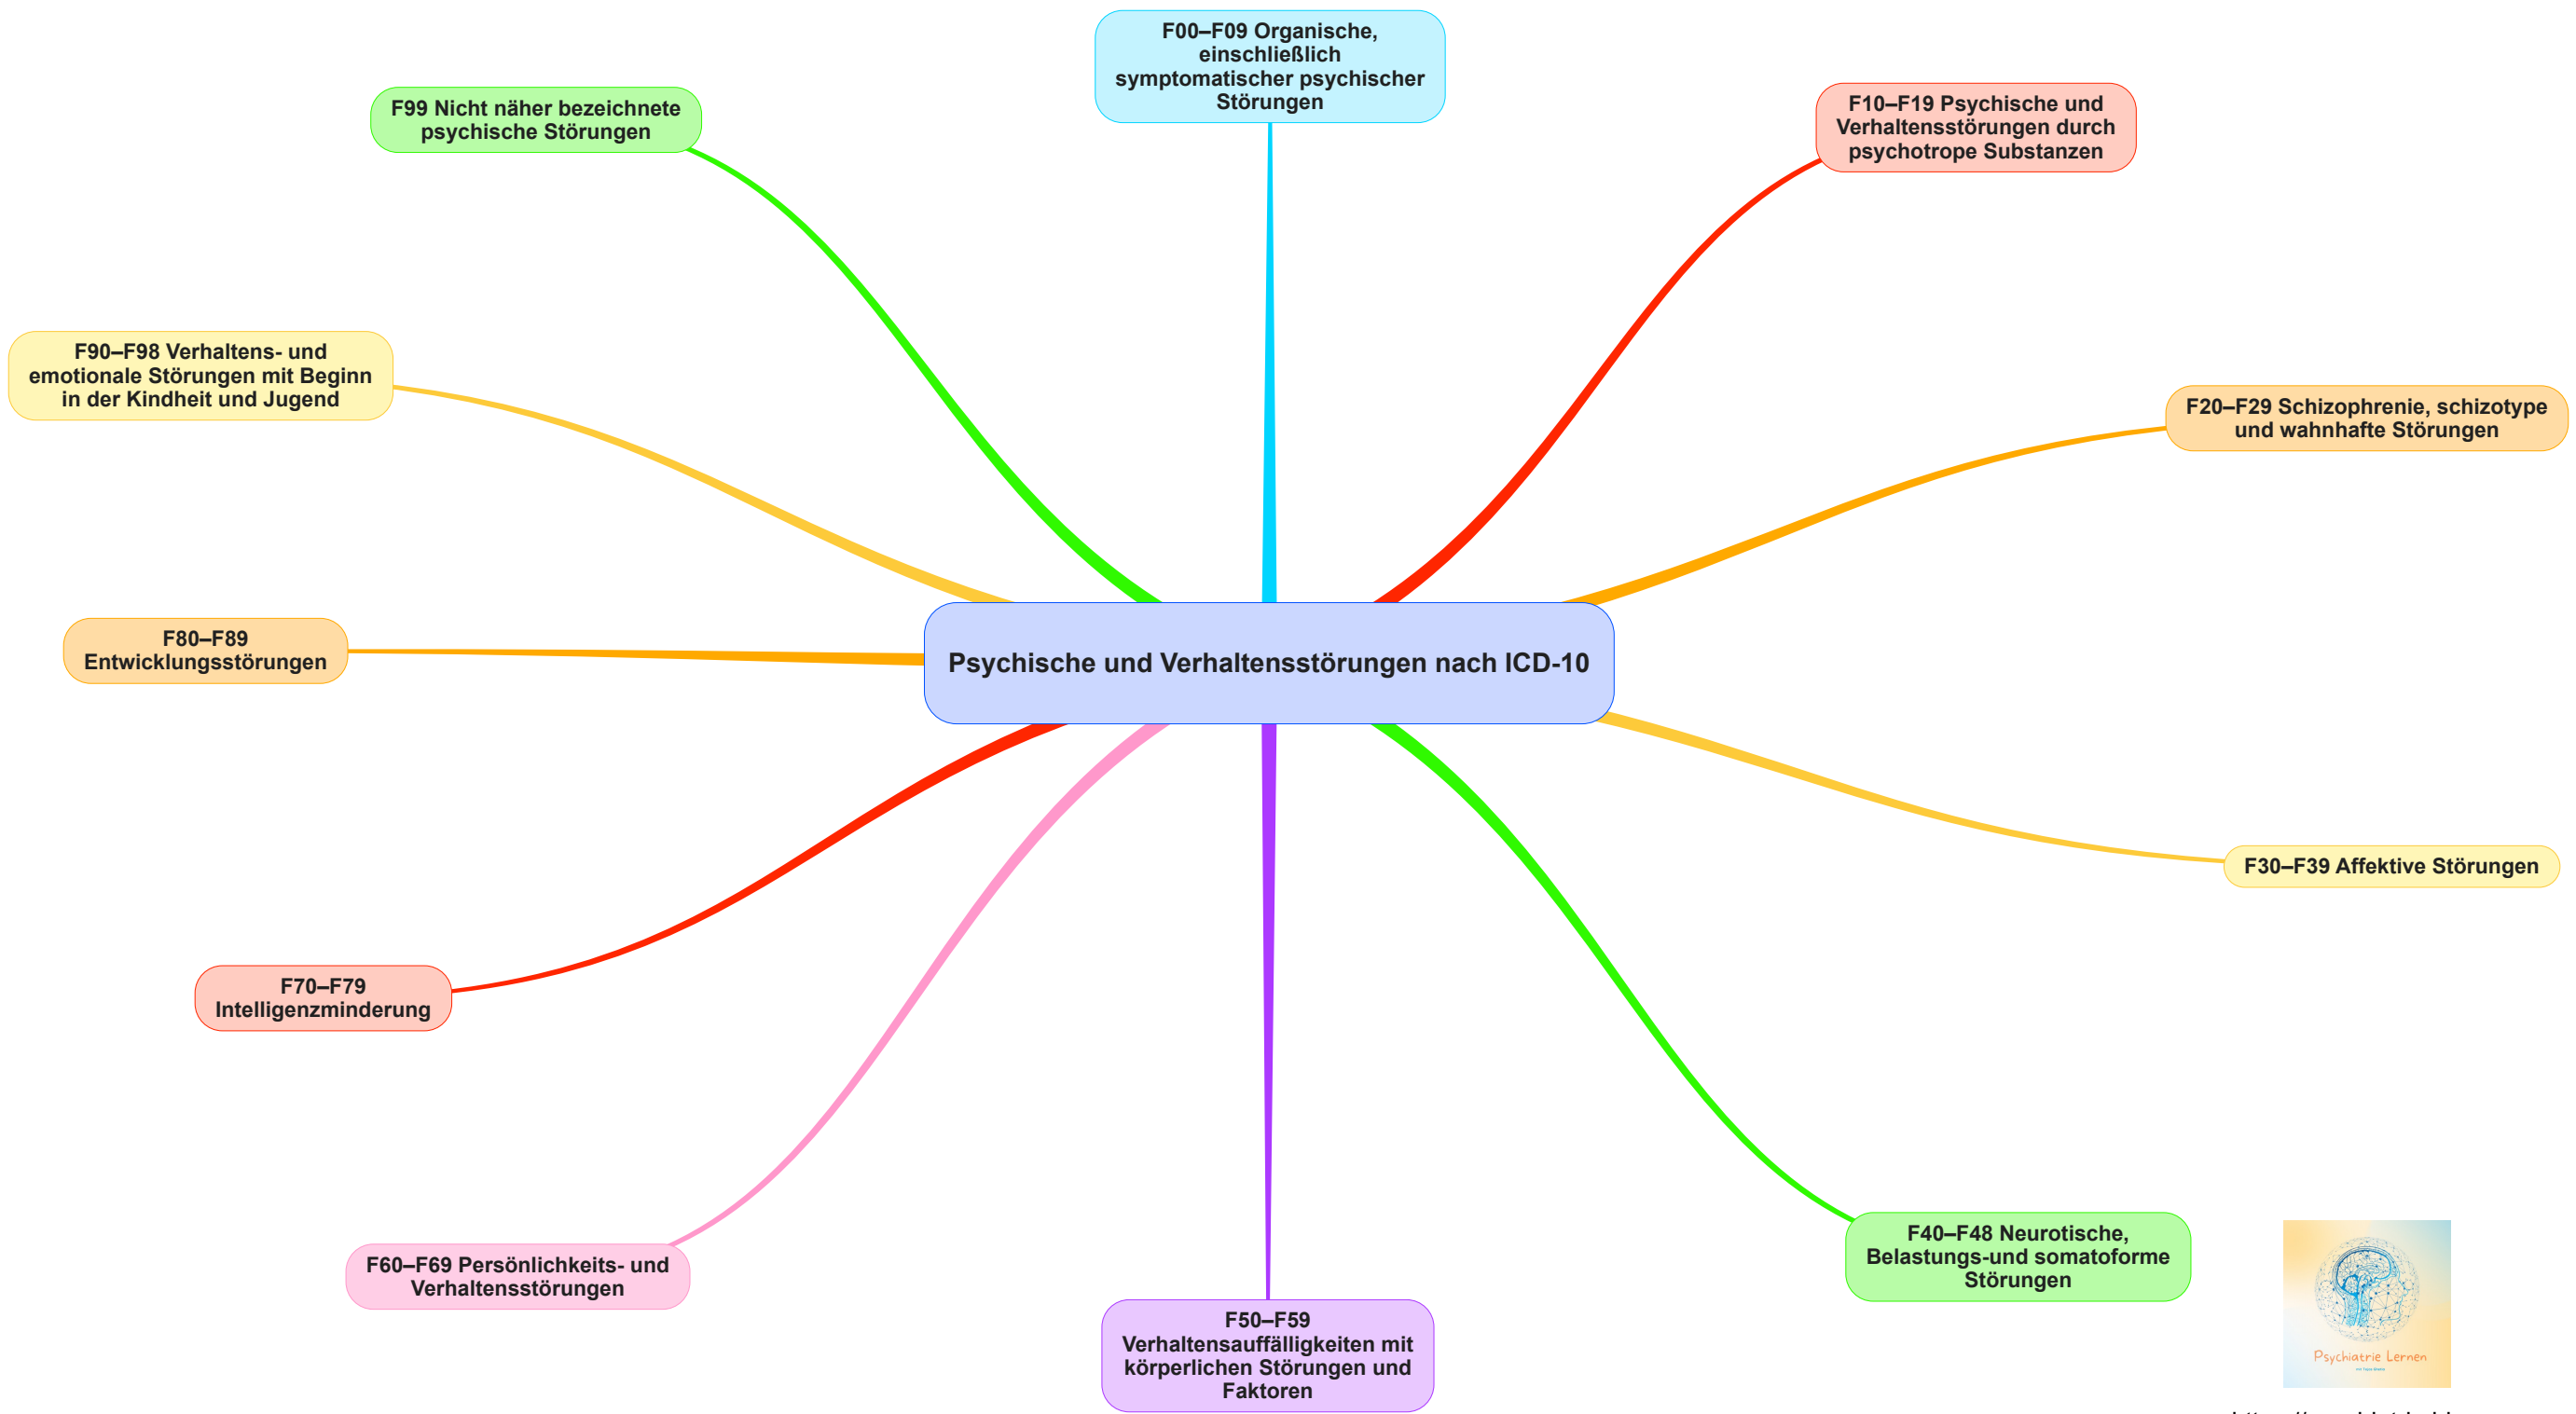 F00–F09 Organische,
einschließlich
symptomatischer psychischer
Störungen
F10–F19 Psychische und
Verhaltensstörungen durch
psychotrope Substanzen
F99 Nicht näher bezeichnete
psychische Störungen
F90–F98 Verhaltens- und
emotionale Störungen mit Beginn
in der Kindheit und Jugend
F20–F29 Schizophrenie, schizotype
und wahnhafte Störungen
F80–F89
Entwicklungsstörungen
Psychische und Verhaltensstörungen nach ICD-10
F30–F39 Affektive Störungen
F70–F79
Intelligenzminderung
F60–F69 Persönlichkeits- und
Verhaltensstörungen
F40–F48 Neurotische,
Belastungs-und somatoforme
Störungen
F50–F59
Verhaltensauffälligkeiten mit
körperlichen Störungen und
Faktoren
Psychiatrie Lernen